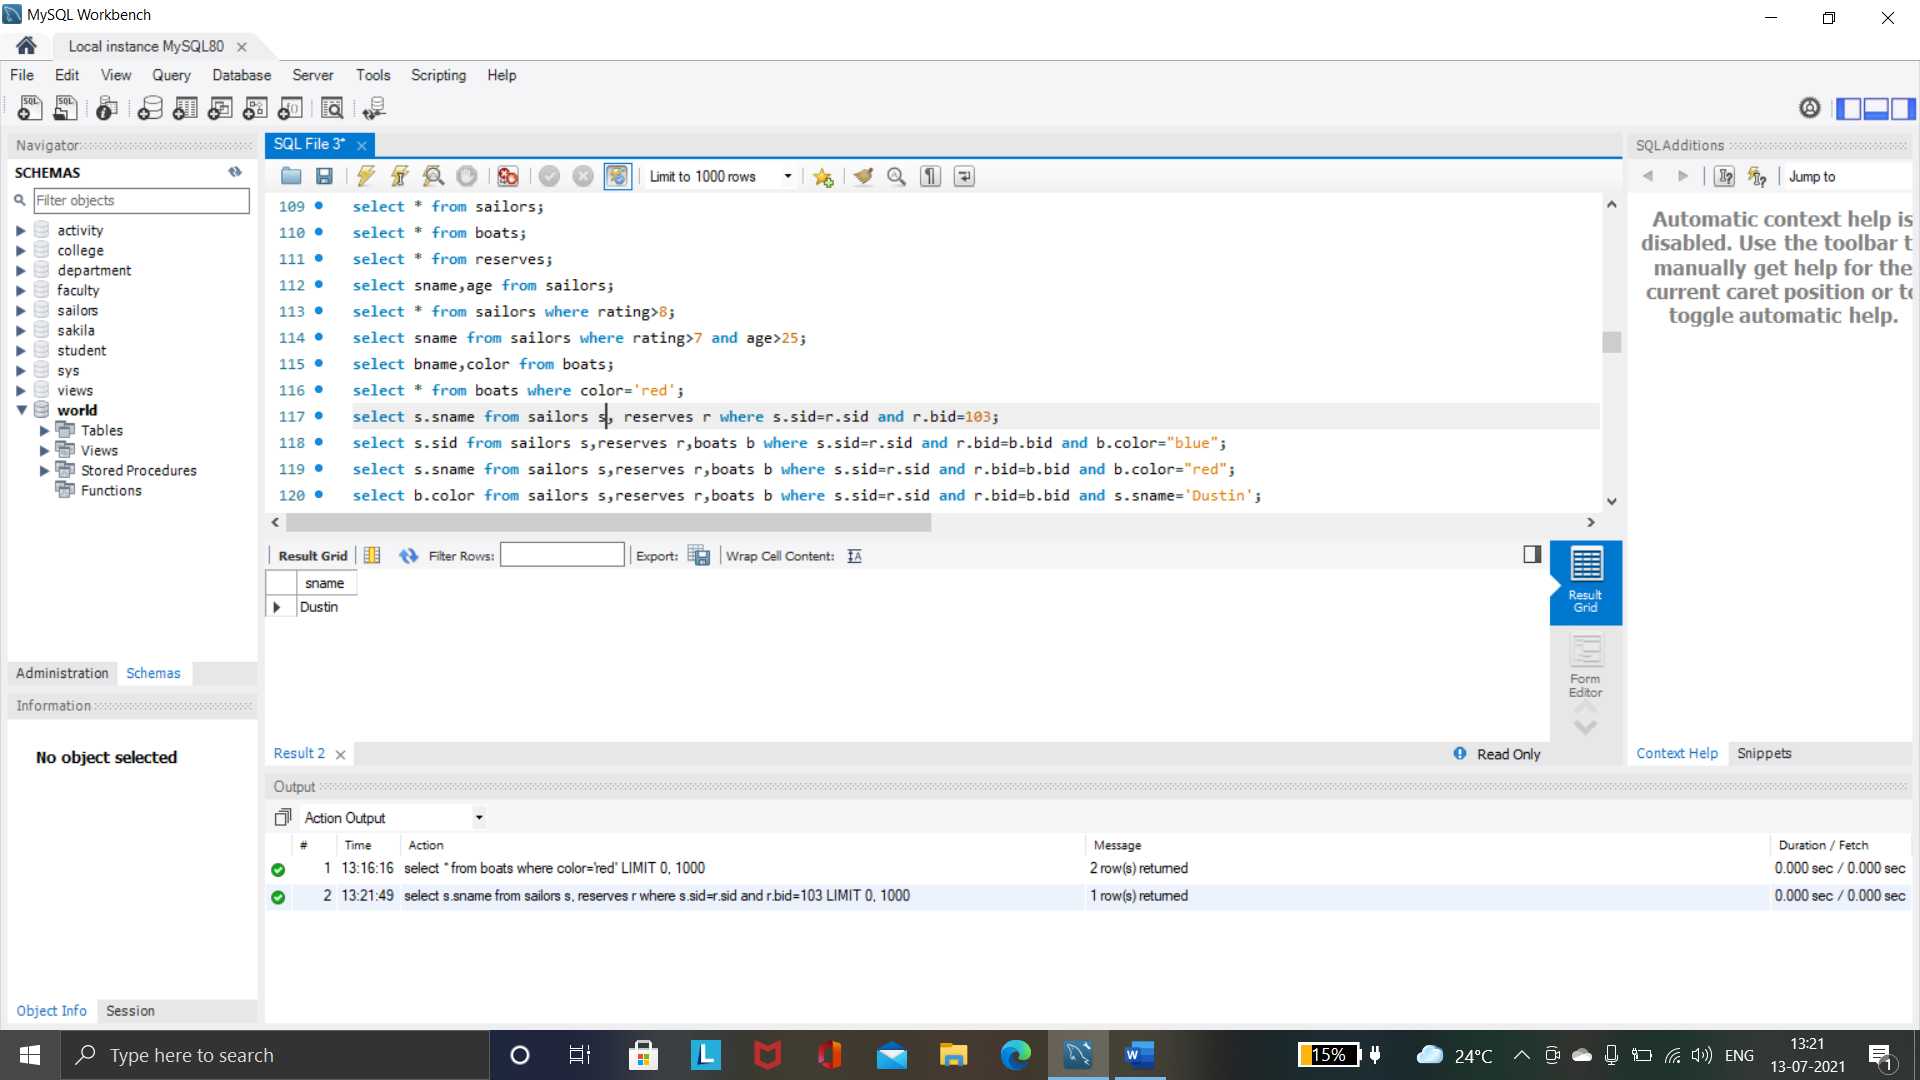 MySQL Workbench
Local instance MySQL80
File Edit View Query Database Server Tools Scripting Help
Navigator
SCHEMAS
Filter objects
activity
college
department
faculty
sailors
sakila
student
sys
views
world
Tables
Views
Stored Procedures
Functions
Administration Schemas
Information
No object selected
Object Info Session
SQL File 3*
Limit to 1000 rows
109 select * from sailors;
110 select * from boats;
111 select * from reserves;
112 select sname,age from sailors;
113 select * from sailors where rating>8;
114 select sname from sailors where rating>7 and age>25;
115 select bname,color from boats;
116 select * from boats where color='red';
117 select s.sname from sailors s, reserves r where s.sid=r.sid and r.bid=103;
118 select s.sid from sailors s,reserves r,boats b where s.sid=r.sid and r.bid=b.bid and b.color="blue";
119 select s.sname from sailors s,reserves r,boats b where s.sid=r.sid and r.bid=b.bid and b.color="red";
120 select b.color from sailors s,reserves r,boats b where s.sid=r.sid and r.bid=b.bid and s.sname='Dustin';
Result Grid Filter Rows: Export: Wrap Cell Content:
sname
Dustin
Result Grid
Form Editor
Result 2
Read Only
SQLAdditions
Jump to
Automatic context help is
disabled. Use the toolbar t
manually get help for the
current caret position or to
toggle automatic help.
Context Help Snippets
Output
Action Output
# Time Action Message Duration / Fetch
1 13:16:16 select * from boats where color='red' LIMIT 0, 1000 2 row(s) returned 0.000 sec / 0.000 sec
2 13:21:49 select s.sname from sailors s, reserves r where s.sid=r.sid and r.bid=103 LIMIT 0, 1000 1 row(s) returned 0.000 sec / 0.000 sec
Type here to search
15%
24°C
ENG
13:21
13-07-2021
1